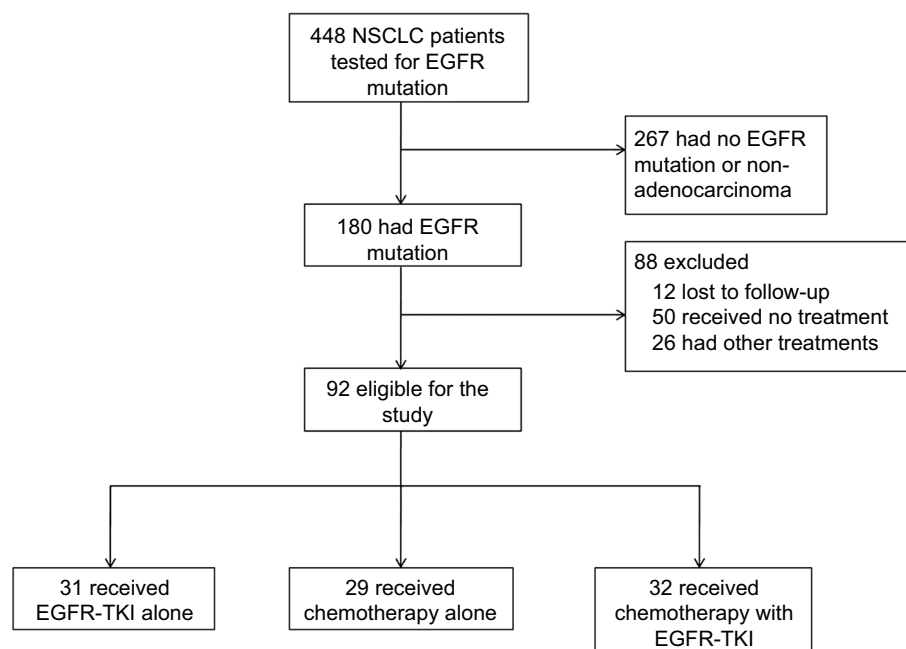 448 NSCLC patients
tested for EGFR
mutation
267 had no EGFR
mutation or non-
adenocarcinoma
180 had EGFR
mutation
88 excluded
12 lost to follow-up
50 received no treatment
26 had other treatments
92 eligible for the
study
31 received
EGFR-TKI alone
29 received
chemotherapy alone
32 received
chemotherapy with
EGFR-TKI